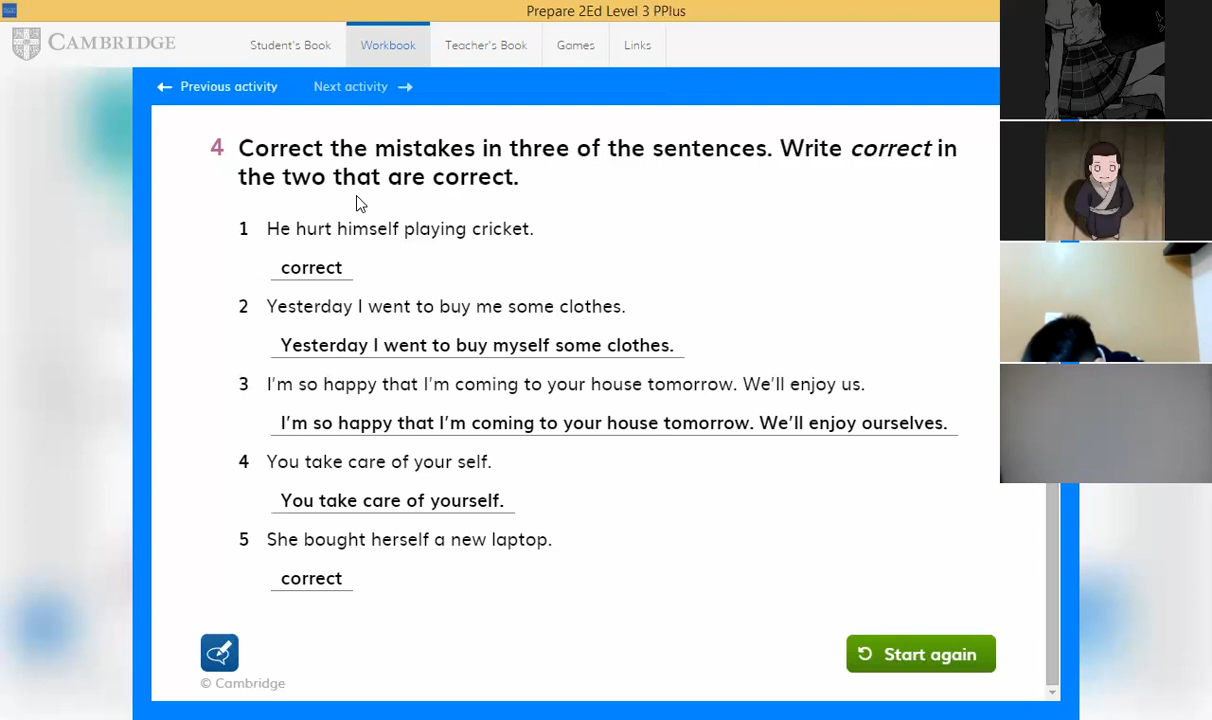 Prepare 2Ed Level 3 PPlus
CAMBRIDGE
Student's Book Workbook Teacher's Book Games Links
← Previous activity Next activity →
4 Correct the mistakes in three of the sentences. Write correct in
the two that are correct.
1 He hurt himself playing cricket.
correct
2 Yesterday I went to buy me some clothes.
Yesterday I went to buy myself some clothes.
3 I'm so happy that I'm coming to your house tomorrow. We'll enjoy us.
I'm so happy that I'm coming to your house tomorrow. We'll enjoy ourselves.
4 You take care of your self.
You take care of yourself.
5 She bought herself a new laptop.
correct
Start again
© Cambridge